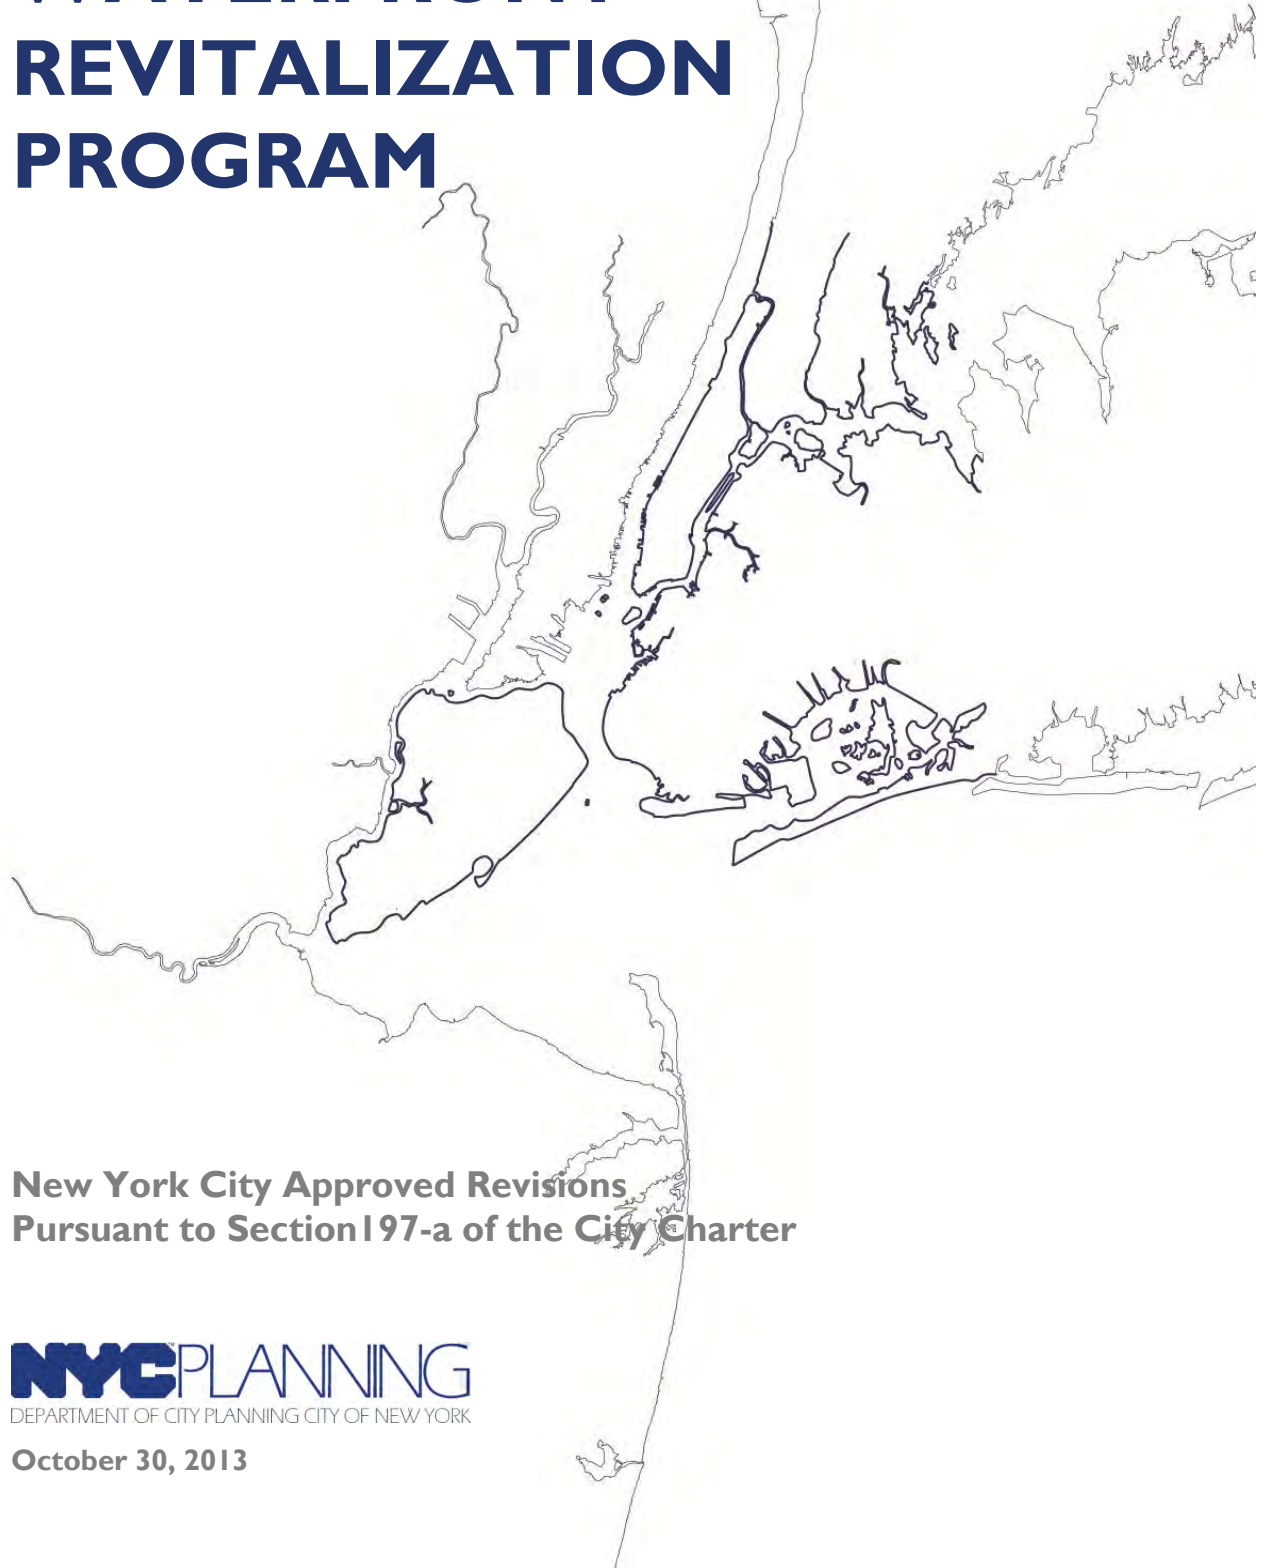 WATERFRONT
REVITALIZATION
PROGRAM
New York City Approved Revisions
Pursuant to Section197-a of the City Charter
NYCPLANNING
DEPARTMENT OF CITY PLANNING CITY OF NEW YORK
October 30, 2013